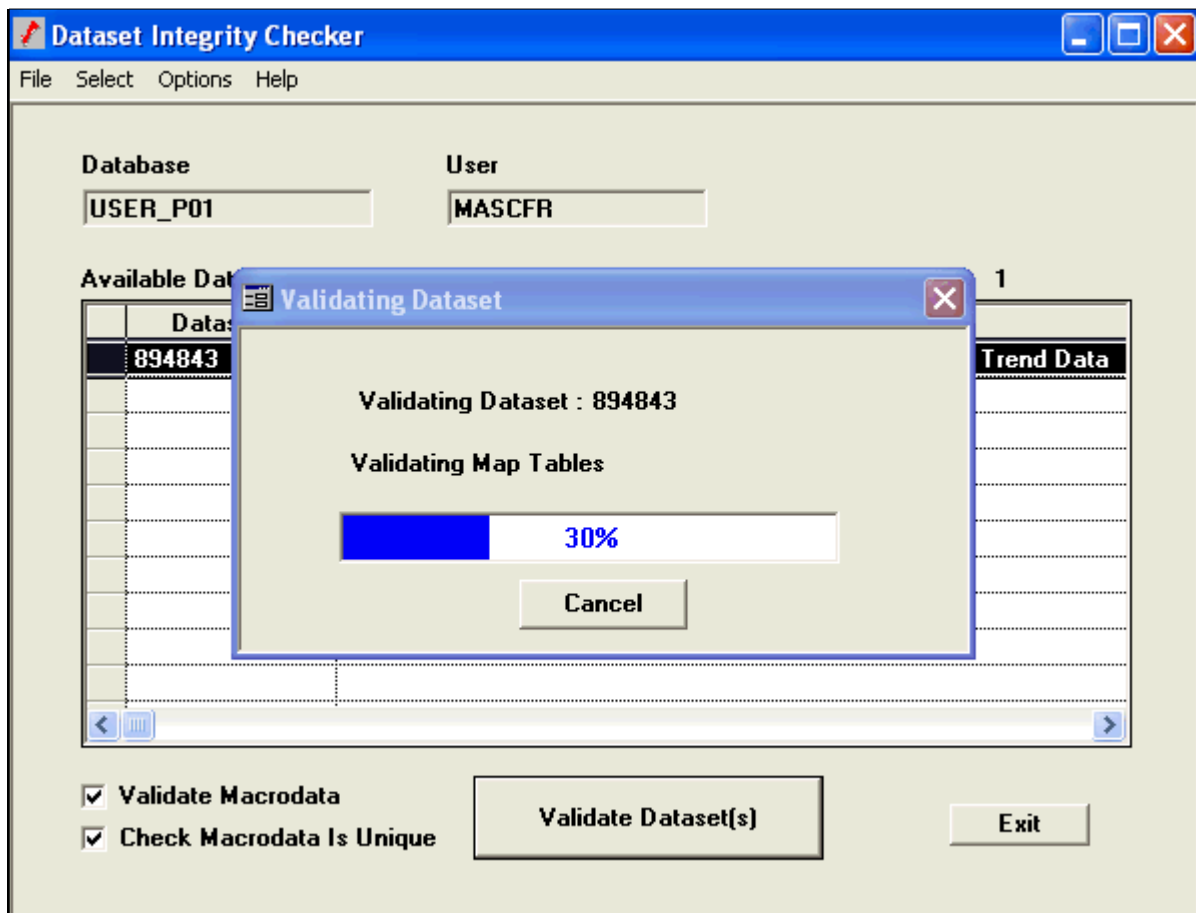 Dataset Integrity Checker
File Select Options Help
Database User
USER_P01 MASCFR
Available Dat 1
Datas
894843 Trend Data
Validating Dataset
Validating Dataset : 894843
Validating Map Tables
30%
Cancel
Validate Macrodata
Check Macrodata Is Unique
Validate Dataset(s)
Exit